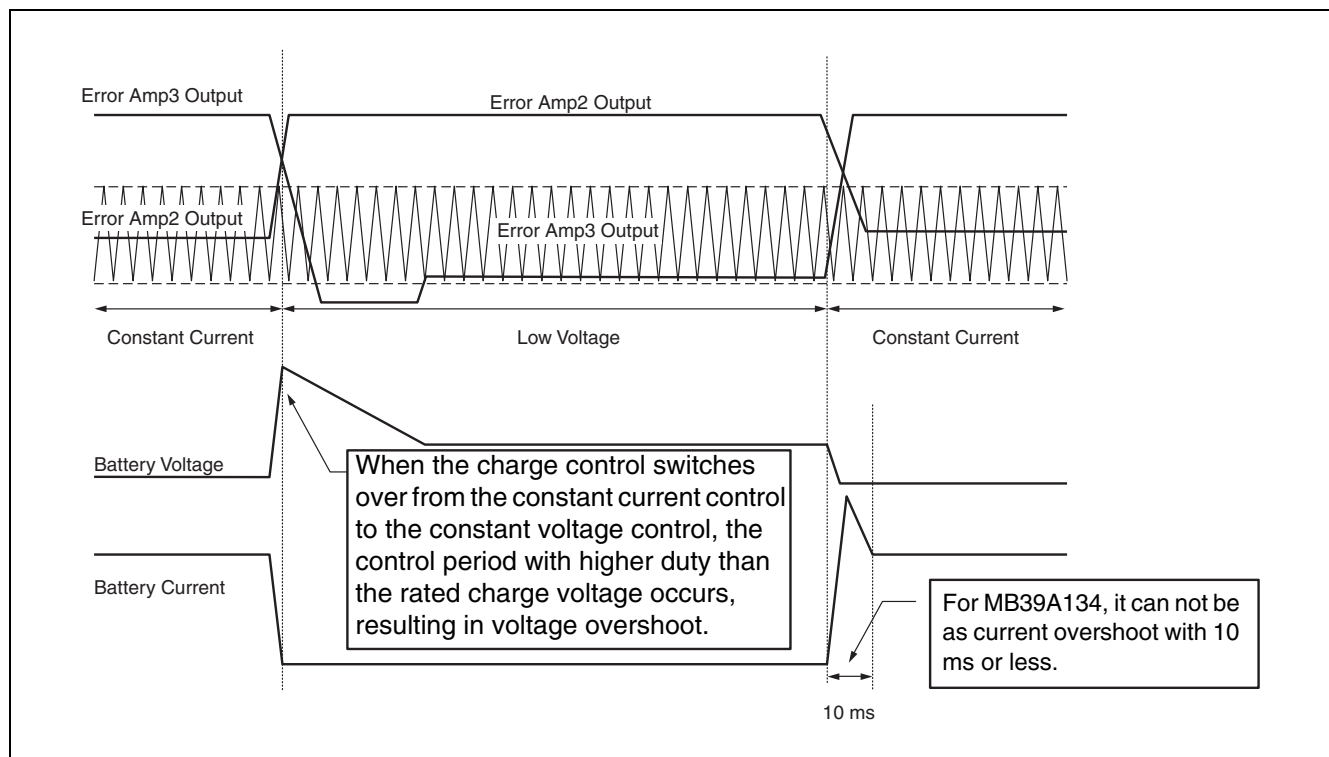 Error Amp3 Output
Error Amp2 Output
Error Amp2 Output
Error Amp3 Output
Constant Current
Low Voltage
Constant Current
Battery Voltage
When the charge control switches
over from the constant current control
to the constant voltage control, the
control period with higher duty than
the rated charge voltage occurs,
resulting in voltage overshoot.
Battery Current
For MB39A134, it can not be
as current overshoot with 10
ms or less.
10 ms